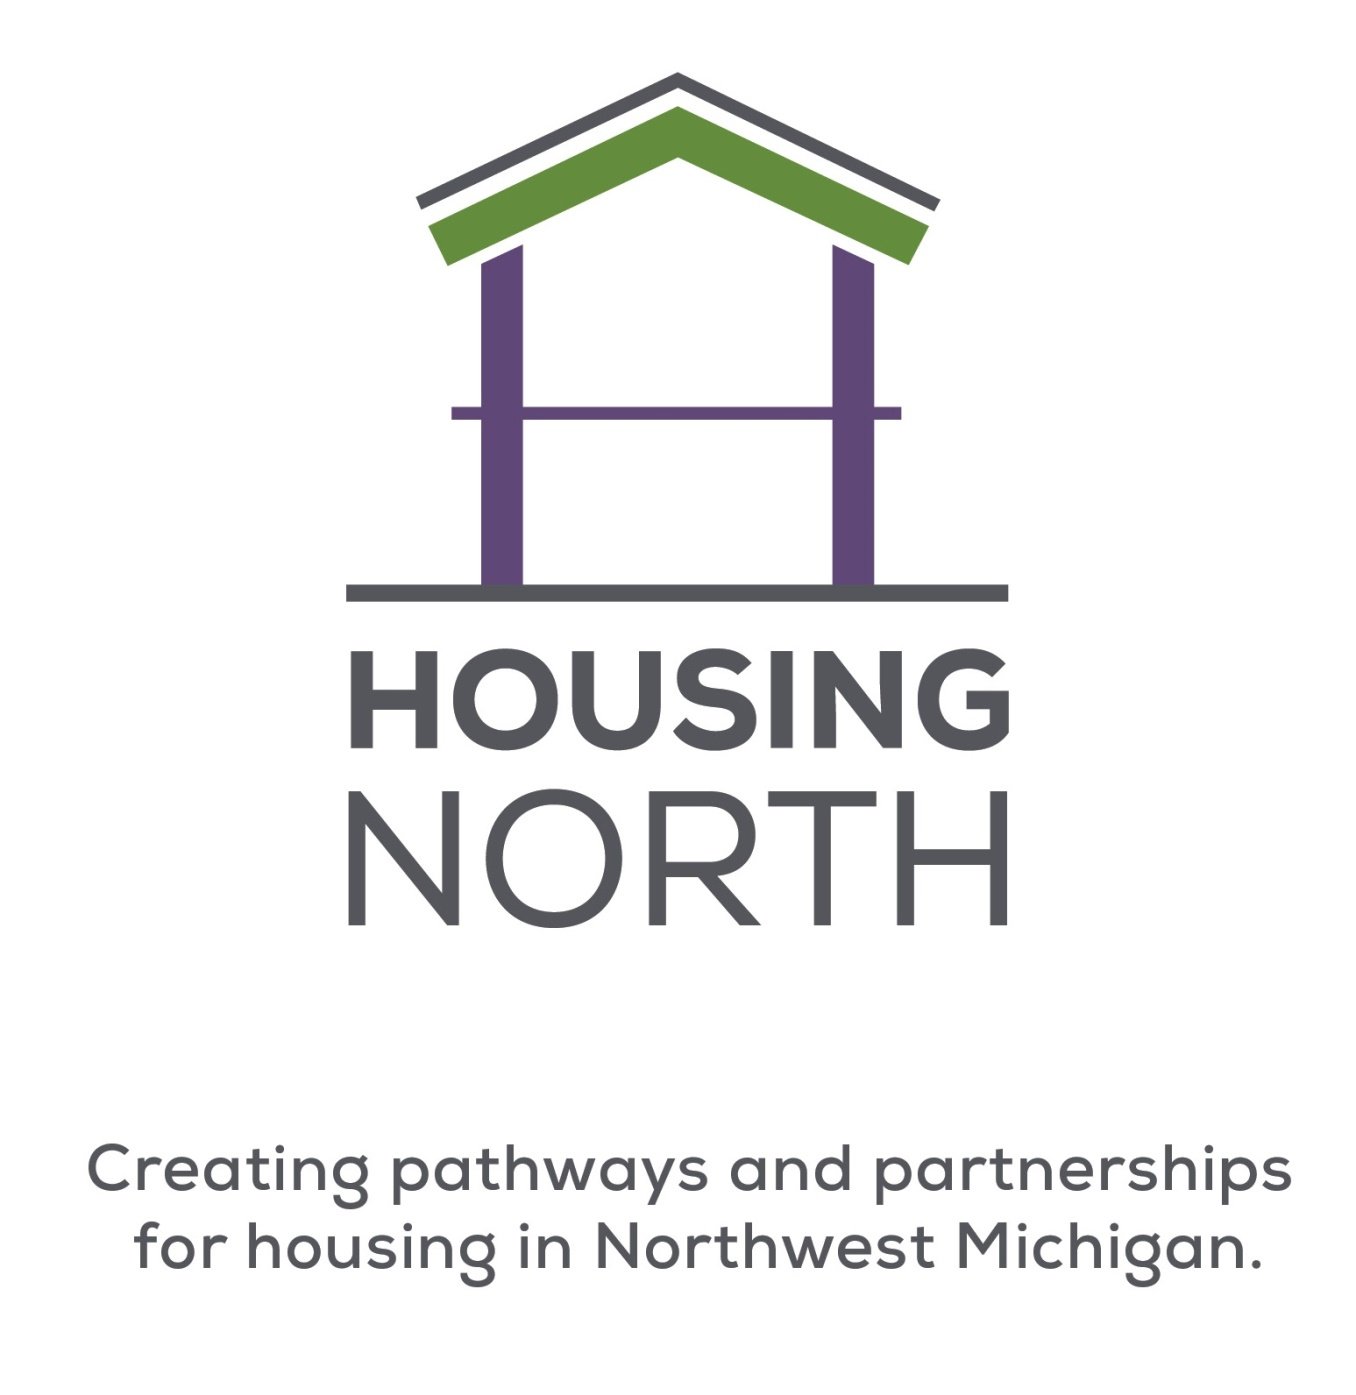 HOUSING
NORTH
Creating pathways and partnerships
for housing in Northwest Michigan.